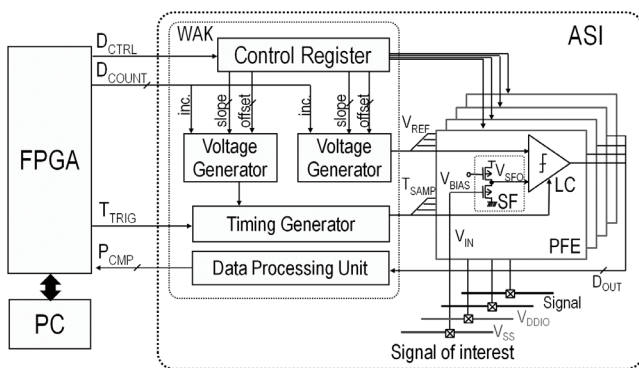 WAK
ASI
D_CTRL
Control Register
D_COUNT
inc.
slope
offset
inc.
slope
offset
FPGA
Voltage Generator
Voltage Generator
V_REF
V_BIAS
V_SFO
LC
T_SAMP
SF
T_TRIG
Timing Generator
V_IN
PFE
P_CMP
Data Processing Unit
D_OUT
PC
Signal
V_DDIO
V_SS
Signal of interest